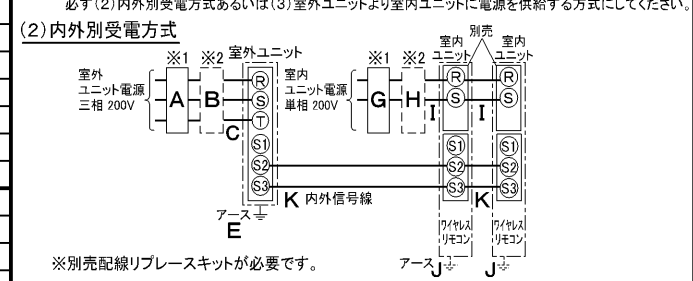 必ず(2)内外別受電方式あるいは(3)室外ユニットより室内ユニットに電源を供給する方式にしてください。
(2)内外別受電方式
別売
※1 ※2 室外ユニット ※1 ※2 室内ユニット 室内ユニット
室外ユニット電源 三相 200V
A B C R S T S1 S2 S3
室内ユニット電源 単相 200V
G H I R S I R S
S1 S2 S3 S1 S2 S3
K 内外信号線 K
アース E
ワイヤレスリモコン ワイヤレスリモコン
※別売配線リプレースキットが必要です。
アース J J